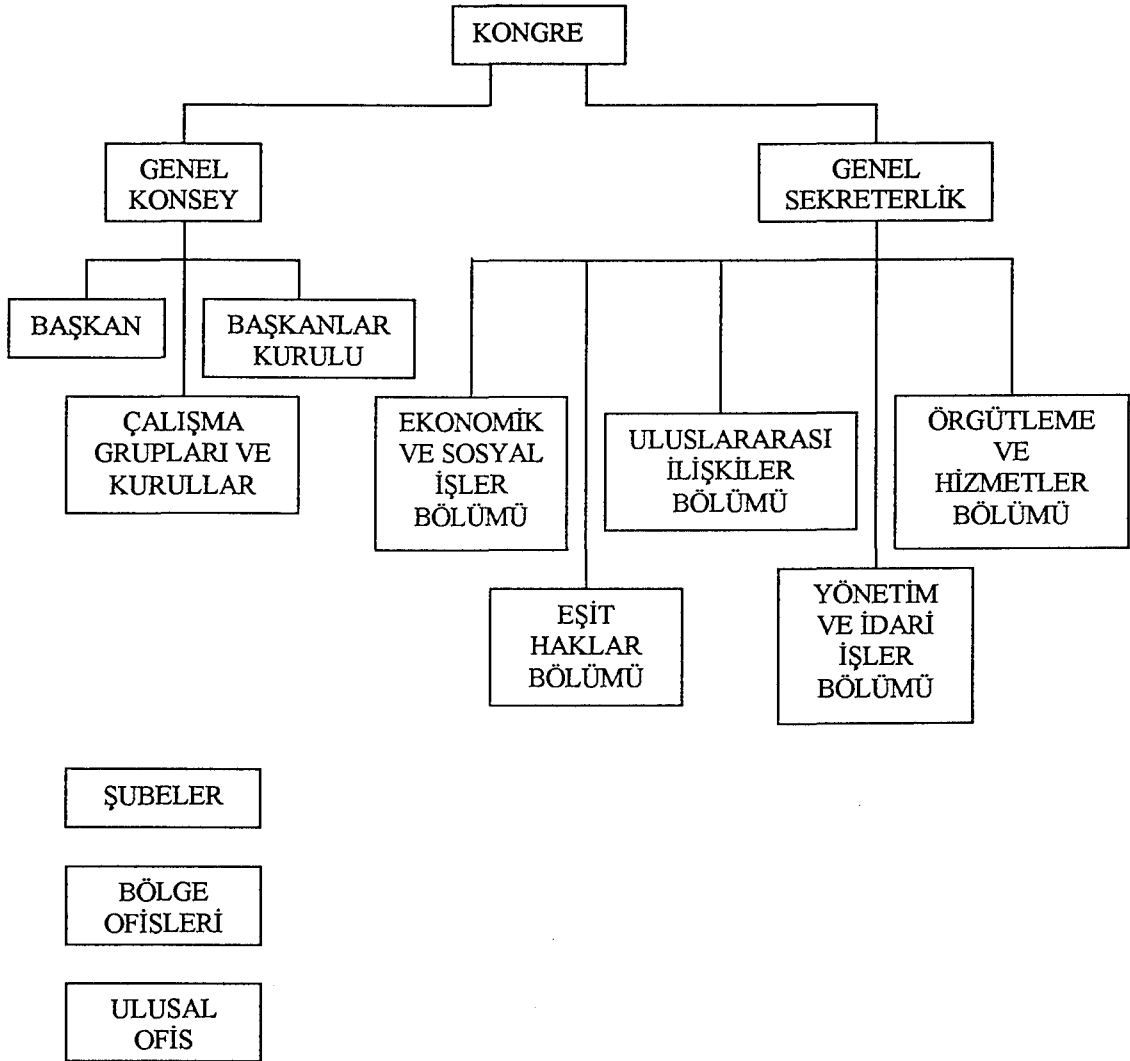 KONGRE
GENEL
KONSEY
GENEL
SEKRETERLİK
BAŞKAN
BAŞKANLAR
KURULU
ÇALIŞMA
GRUPLARI VE
KURULLAR
EKONOMİK
VE SOSYAL
İŞLER
BÖLÜMÜ
ULUSLARARASI
İLİŞKİLER
BÖLÜMÜ
ÖRGÜTLEME
VE
HİZMETLER
BÖLÜMÜ
EŞİT
HAKLAR
BÖLÜMÜ
YÖNETİM
VE İDARİ
İŞLER
BÖLÜMÜ
ŞUBELER
BÖLGE
OFİSLERİ
ULUSAL
OFİS